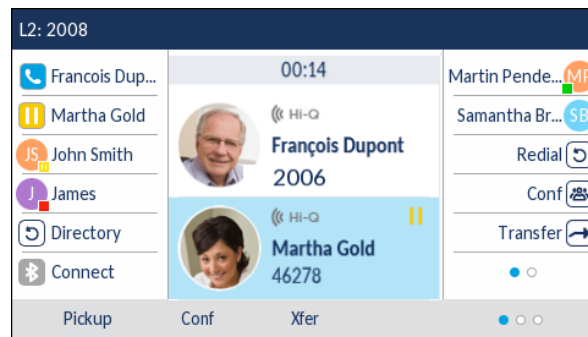 L2: 2008
Francois Dup...
Martha Gold
JS John Smith
J James
Directory
Connect
00:14
Hi-Q
François Dupont
2006
Hi-Q
Martha Gold
46278
Martin Pende... MP
Samantha Br... SB
Redial
Conf
Transfer
Pickup Conf Xfer